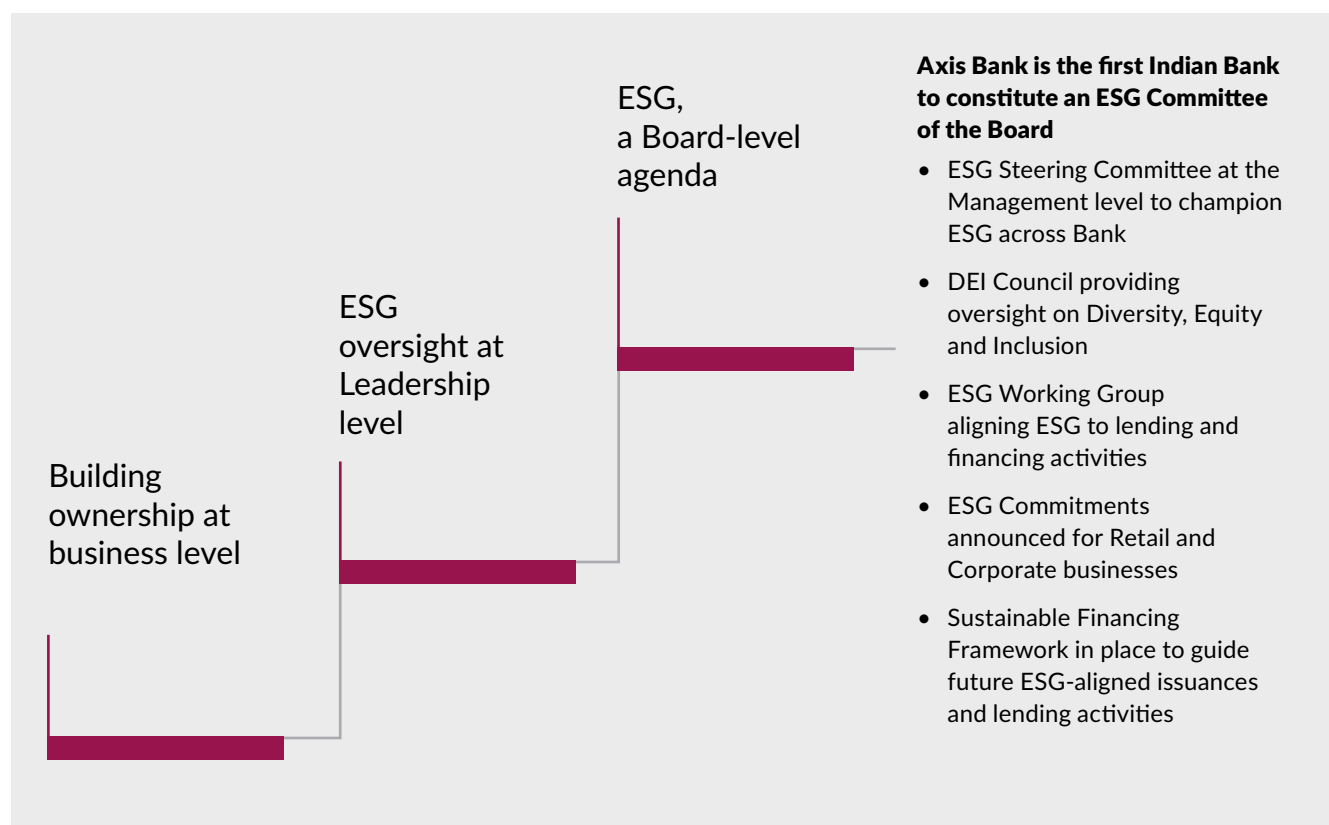 Building
ownership at
business level
ESG
oversight at
Leadership
level
ESG,
a Board-level
agenda
Axis Bank is the first Indian Bank
to constitute an ESG Committee
of the Board
• ESG Steering Committee at the
Management level to champion
ESG across Bank
• DEI Council providing
oversight on Diversity, Equity
and Inclusion
• ESG Working Group
aligning ESG to lending and
financing activities
• ESG Commitments
announced for Retail and
Corporate businesses
• Sustainable Financing
Framework in place to guide
future ESG-aligned issuances
and lending activities